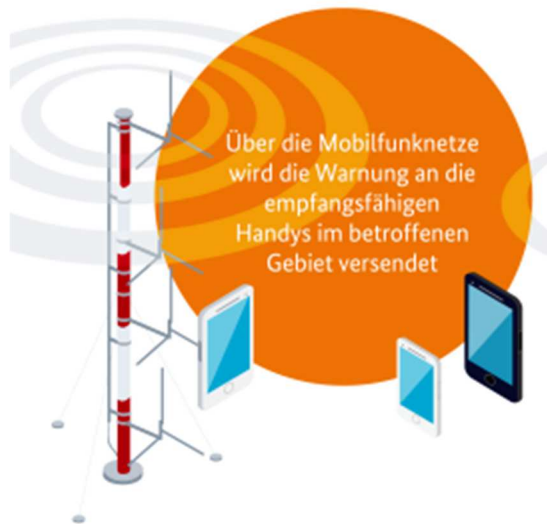 Über die Mobilfunknetze
wird die Warnung an die
empfangsfähigen
Handys im betroffenen
Gebiet versendet